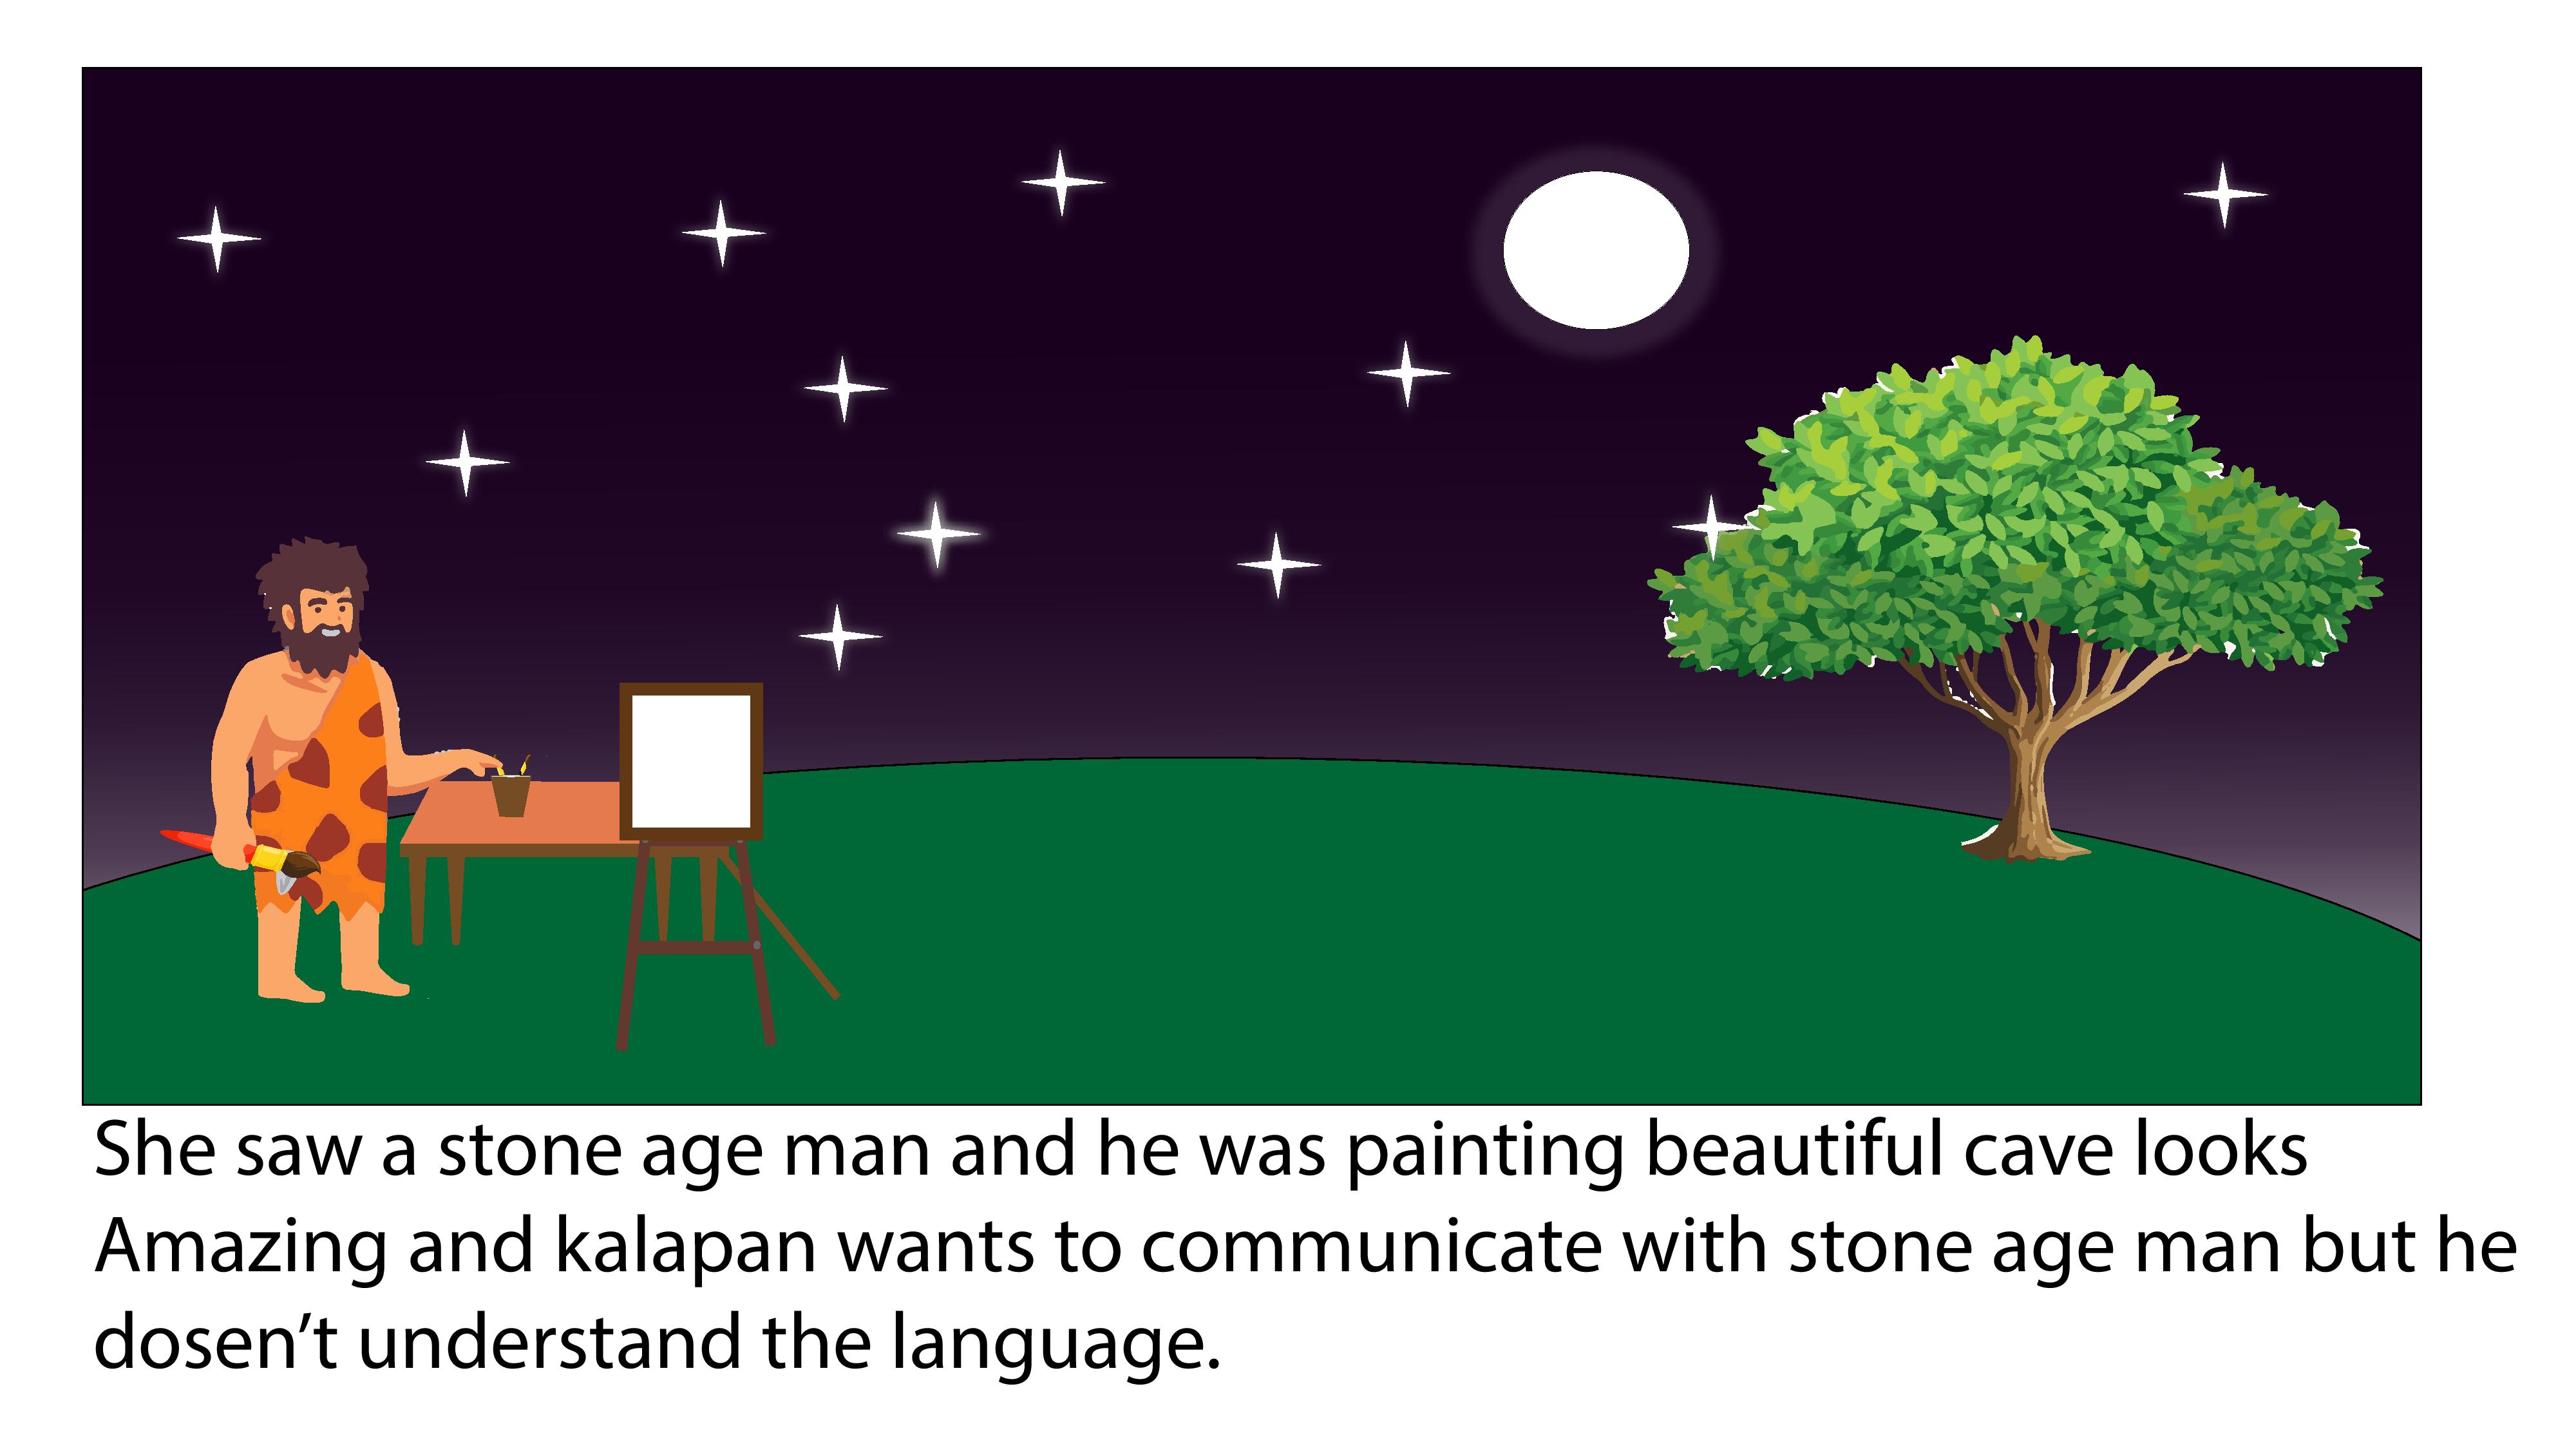 She saw a stone age man and he was painting beautiful cave looks
Amazing and kalapan wants to communicate with stone age man but he
dosen’t understand the language.